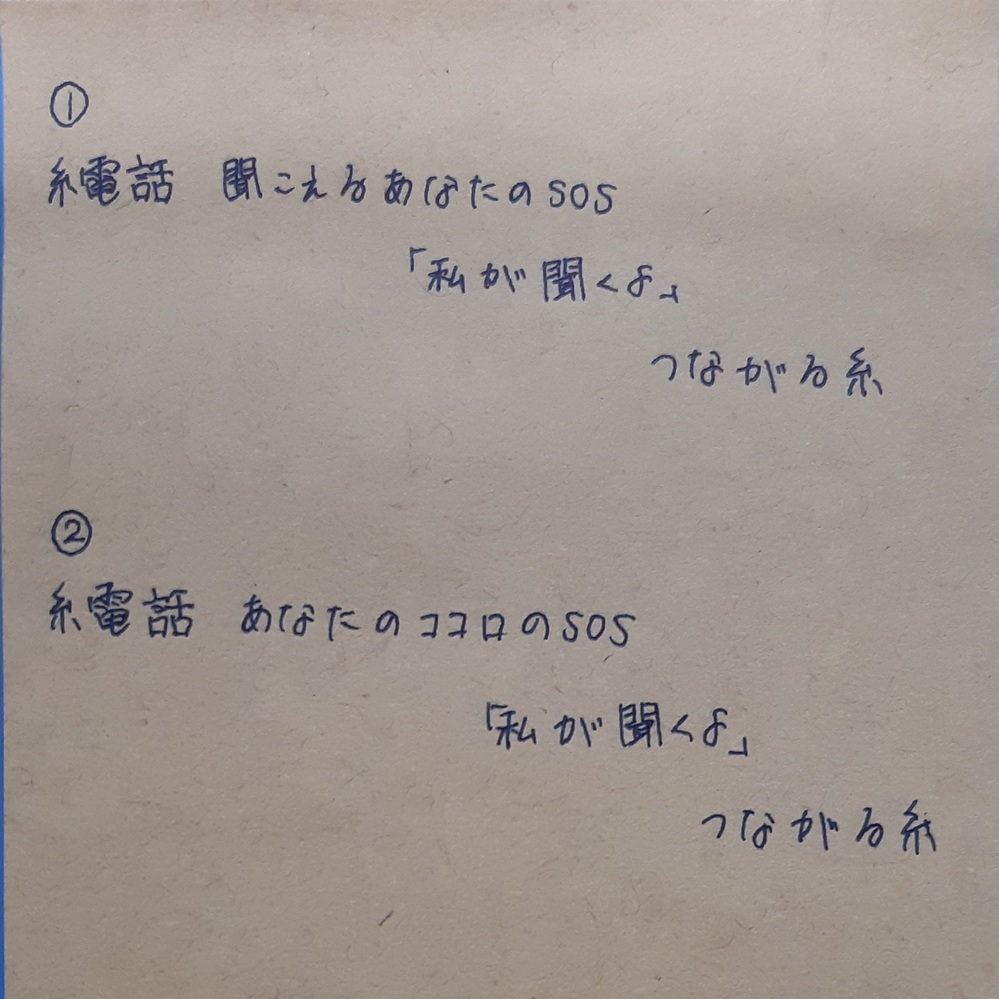 ①
糸電話 聞こえるあなたのSOS
「私が聞くよ」
つながる糸
②
糸電話 あなたのココロのSOS
「私が聞くよ」
つながる糸